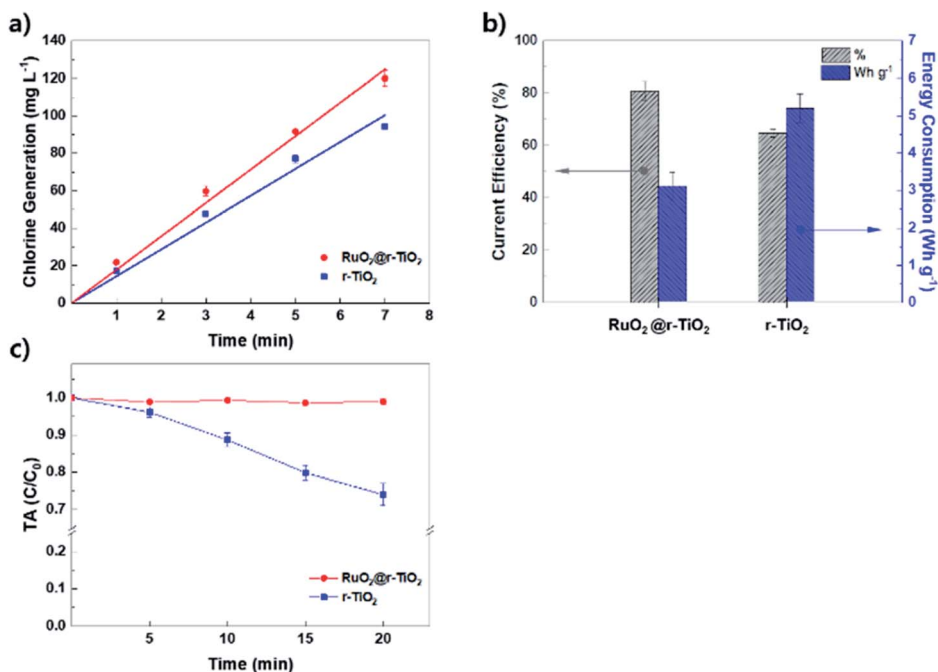 a)
Chlorine Generation (mg L⁻¹)
140
120
100
80
60
40
20
0
RuO₂@r-TiO₂
r-TiO₂
1 2 3 4 5 6 7 8
Time (min)
b)
Current Efficiency (%)
100
80
60
40
20
0
%
Wh g⁻¹
7
6
5
4
3
2
1
0
Energy Consumption (Wh g⁻¹)
RuO₂@r-TiO₂ r-TiO₂
c)
TA (C/C₀)
1.0
0.9
0.8
0.7
0.2
0.1
0.0
RuO₂@r-TiO₂
r-TiO₂
5 10 15 20
Time (min)